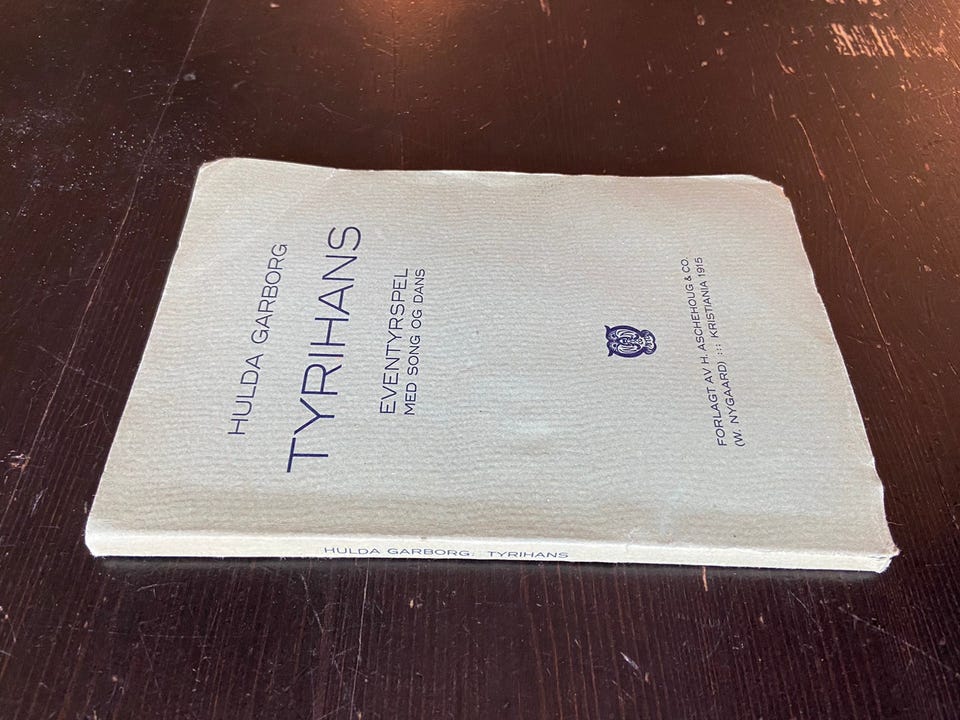 HULDA GARBORG
TYRIHANS
EVENTYRSPEL
MED SONG OG DANS
FORLAGT AV H. ASCHEHOUG & CO.
(W. NYGAARD) ::: KRISTIANIA 1915
HULDA GARBORG: TYRIHANS